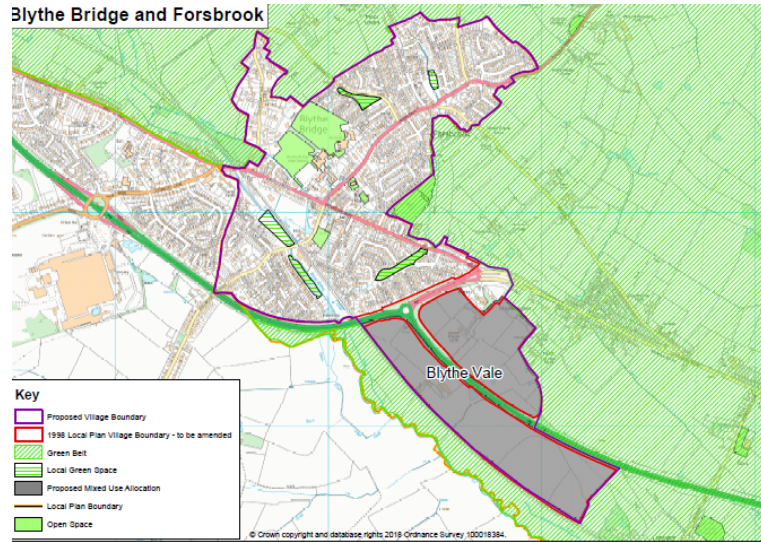 Blythe Bridge and Forsbrook
Blythe
Bridge
Blythe Vale
Key
Proposed Village Boundary
1998 Local Plan Village Boundary - to be amended
Green Belt
Local Green Space
Proposed Mixed Use Allocation
Local Plan Boundary
Open Space
© Crown copyright and database rights 2018 Ordnance Survey 100018384.